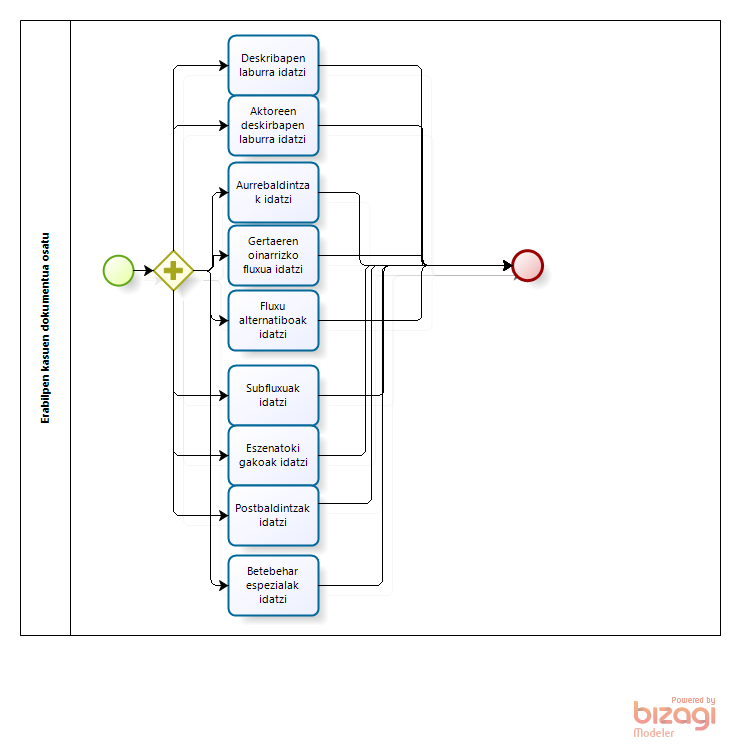 Erabilpen kasuen dokumentua osatu
Deskribapen
laburra idatzi
Aktoreen
deskirbapen
laburra idatzi
Aurrebaldintza
k idatzi
Gertaeren
oinarrizko
fluxua idatzi
Fluxu
alternatiboak
idatzi
Subfluxuak
idatzi
Eszenatoki
gakoak idatzi
Postbaldintzak
idatzi
Betebehar
espezialak
idatzi
Powered by
bizagi
Modeler